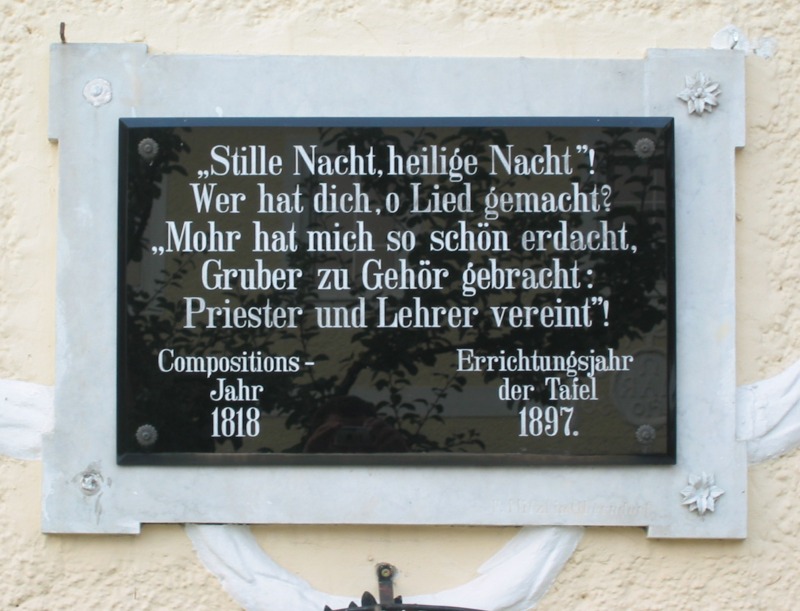 „Stille Nacht, heilige Nacht”!
Wer hat dich, o Lied gemacht?
„Mohr hat mich so schön erdacht,
Gruber zu Gehör gebracht:
Priester und Lehrer vereint”!
Compositions-
Jahr
1818
Errichtungsjahr
der Tafel
1897.